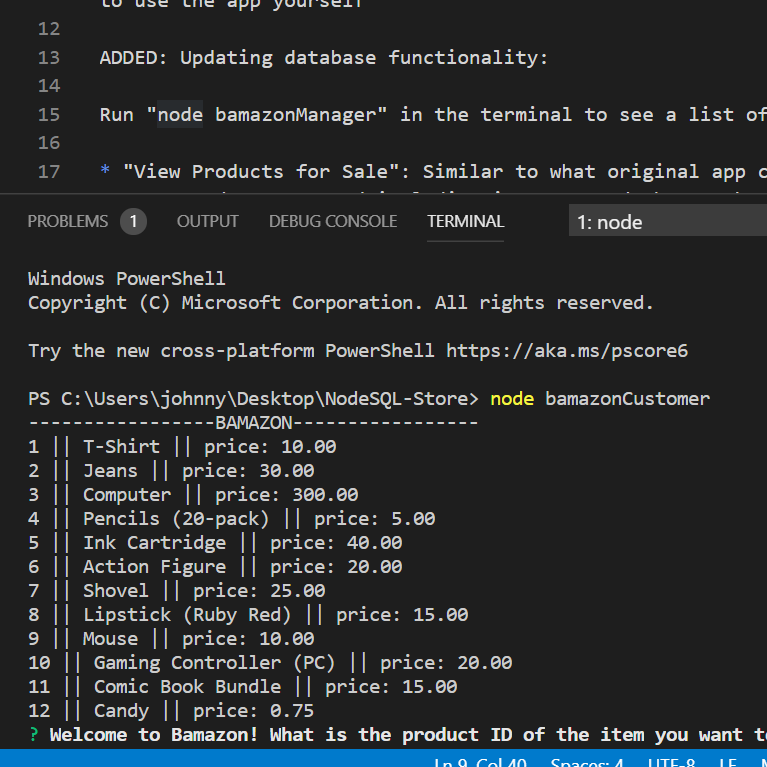 to use the app yourself
12
13 ADDED: Updating database functionality:
14
15 Run "node bamazonManager" in the terminal to see a list of
16
17 * "View Products for Sale": Similar to what original app
PROBLEMS 1 OUTPUT DEBUG CONSOLE TERMINAL 1: node
Windows PowerShell
Copyright (C) Microsoft Corporation. All rights reserved.
Try the new cross-platform PowerShell https://aka.ms/pscore6
PS C:\Users\johnny\Desktop\NodeSQL-Store> node bamazonCustomer
-----------------BAMAZON-----------------
1 || T-Shirt || price: 10.00
2 || Jeans || price: 30.00
3 || Computer || price: 300.00
4 || Pencils (20-pack) || price: 5.00
5 || Ink Cartridge || price: 40.00
6 || Action Figure || price: 20.00
7 || Shovel || price: 25.00
8 || Lipstick (Ruby Red) || price: 15.00
9 || Mouse || price: 10.00
10 || Gaming Controller (PC) || price: 20.00
11 || Comic Book Bundle || price: 15.00
12 || Candy || price: 0.75
? Welcome to Bamazon! What is the product ID of the item you want
Ln 9, Col 40 Spaces: 4 UTF-8 LF